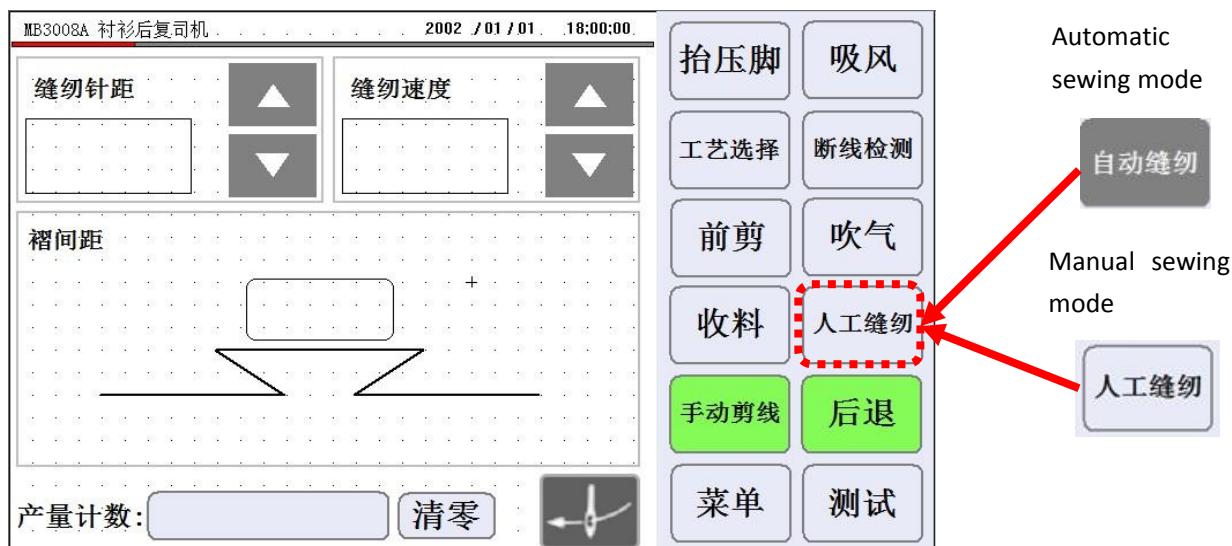 MB3008A 衬衫后复司机 2002 / 01 / 01 18:00:00
缝纫针距
缝纫速度
褶间距
产量计数:
清零
抬压脚
吸风
工艺选择
断线检测
前剪
吹气
收料
人工缝纫
手动剪线
后退
菜单
测试
Automatic
sewing mode
自动缝纫
Manual sewing
mode
人工缝纫